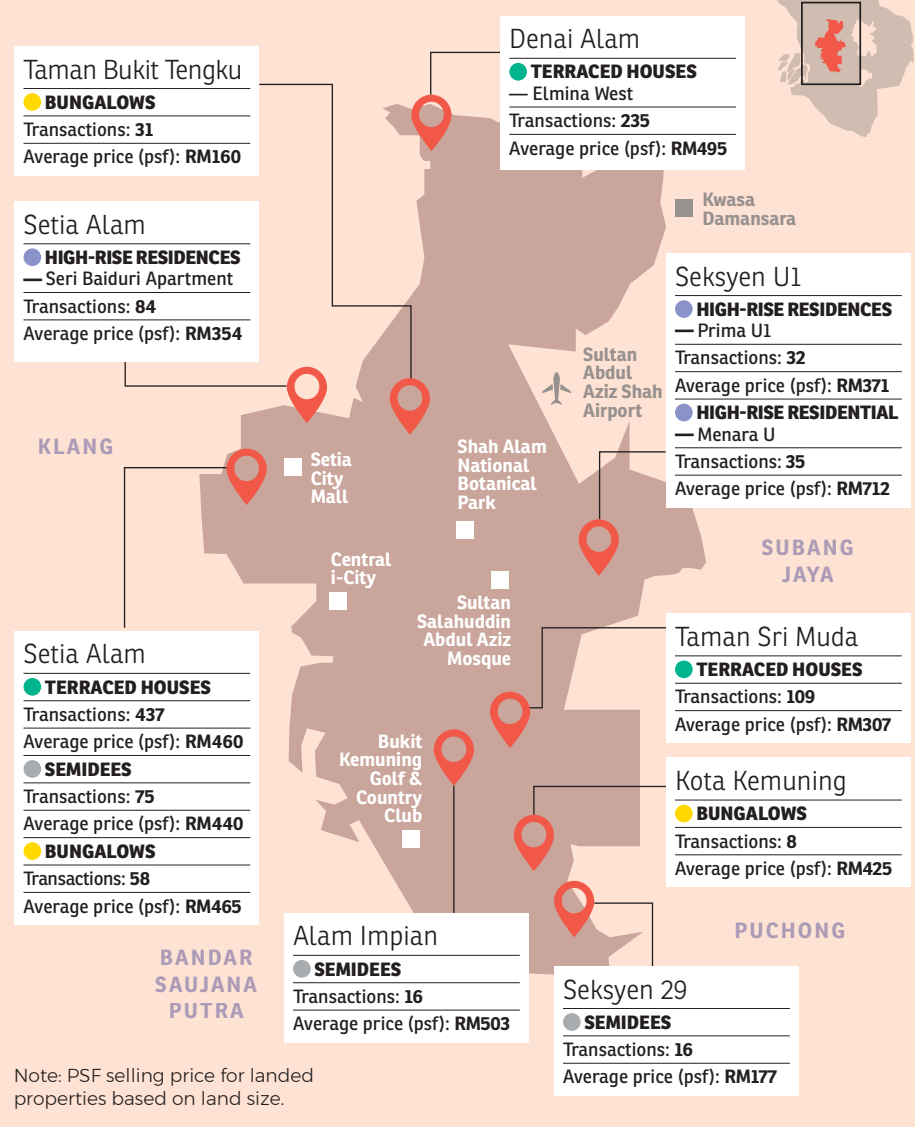 Denai Alam
TERRACED HOUSES
— Elmina West
Transactions: 235
Average price (psf): RM495
Taman Bukit Tengku
BUNGALOWS
Transactions: 31
Average price (psf): RM160
Setia Alam
HIGH-RISE RESIDENCES
— Seri Baiduri Apartment
Transactions: 84
Average price (psf): RM354
Kwasa
Damansara
Seksyen U1
HIGH-RISE RESIDENCES
— Prima U1
Transactions: 32
Average price (psf): RM371
HIGH-RISE RESIDENTIAL
— Menara U
Transactions: 35
Average price (psf): RM712
Sultan
Abdul
Aziz Shah
Airport
KLANG
Setia
City
Mall
Shah Alam
National
Botanical
Park
Central
i-City
Sultan
Salahuddin
Abdul Aziz
Mosque
SUBANG
JAYA
Setia Alam
TERRACED HOUSES
Transactions: 437
Average price (psf): RM460
SEMIDEES
Transactions: 75
Average price (psf): RM440
BUNGALOWS
Transactions: 58
Average price (psf): RM465
Taman Sri Muda
TERRACED HOUSES
Transactions: 109
Average price (psf): RM307
Bukit
Kemuning
Golf &
Country
Club
Kota Kemuning
BUNGALOWS
Transactions: 8
Average price (psf): RM425
PUCHONG
BANDAR
SAUJANA
PUTRA
Alam Impian
SEMIDEES
Transactions: 16
Average price (psf): RM503
Seksyen 29
SEMIDEES
Transactions: 16
Average price (psf): RM177
Note: PSF selling price for landed
properties based on land size.